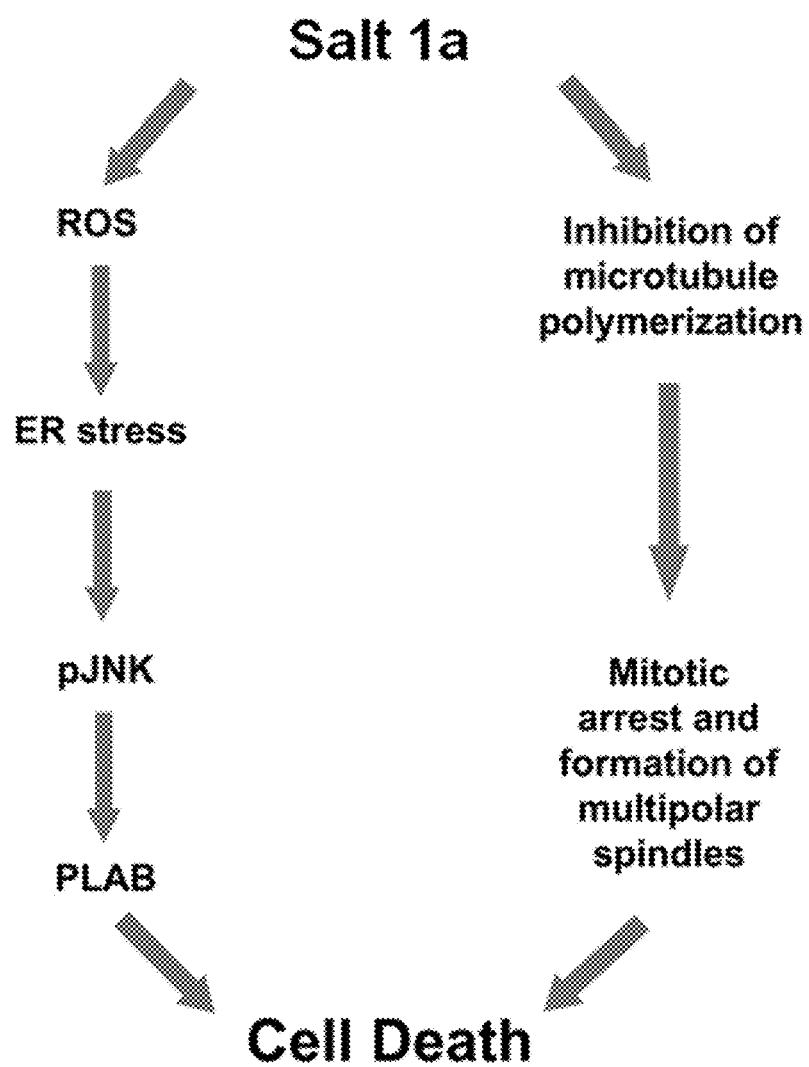 Salt 1a
ROS
ER stress
pJNK
PLAB
Inhibition of
microtubule
polymerization
Mitotic
arrest and
formation of
multipolar
spindles
Cell Death